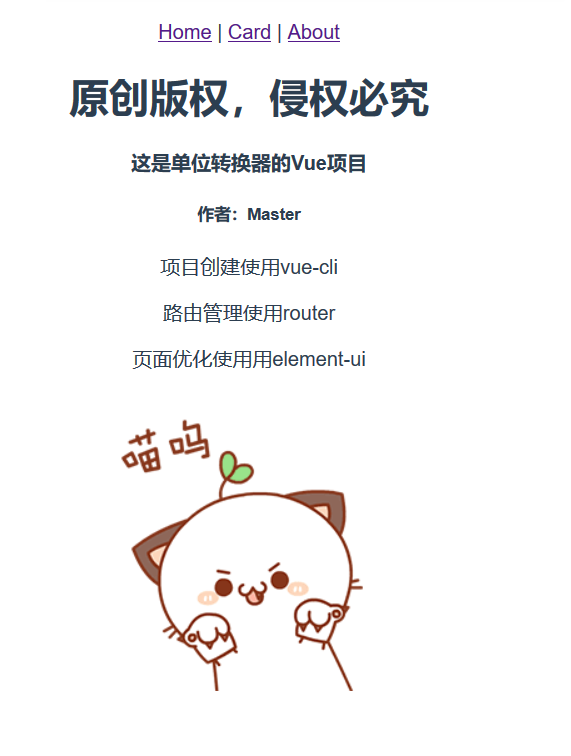 Home | Card | About
原创版权，侵权必究
这是单位转换器的Vue项目
作者：Master
项目创建使用vue-cli
路由管理使用router
页面优化使用用element-ui
喵呜